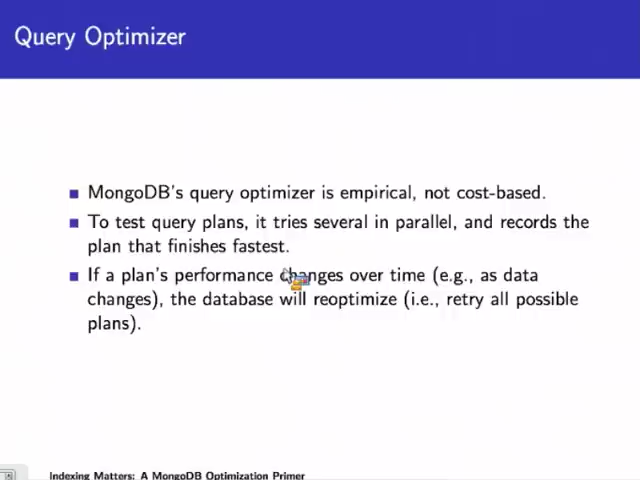 Query Optimizer
MongoDB's query optimizer is empirical, not cost-based.
To test query plans, it tries several in parallel, and records the
plan that finishes fastest.
If a plan's performance changes over time (e.g., as data
changes), the database will reoptimize (i.e., retry all possible
plans).
Indexing Matters: A MongoDB Optimization Primer